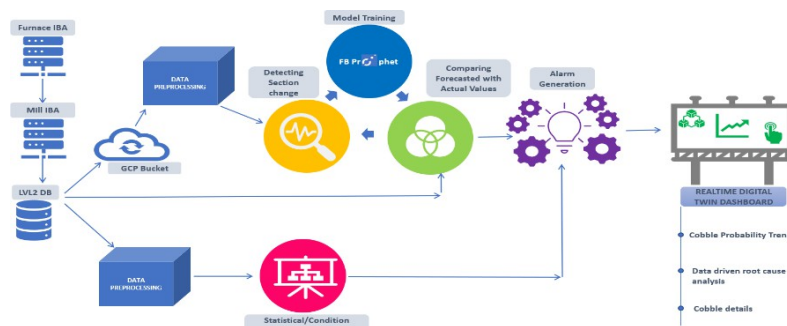 Furnace IBA
Mill IBA
LVL2 DB
GCP Bucket
DATA
PREPROCESSING
Detecting
Section
change
Model Training
FB Pr phet
Comparing
Forecasted with
Actual Values
Alarm
Generation
DATA
PREPROCESSING
Statistical/Condition
REALTIME DIGITAL
TWIN DASHBOARD
Cobble Probability Tren
Data driven root cause
analysis
Cobble details